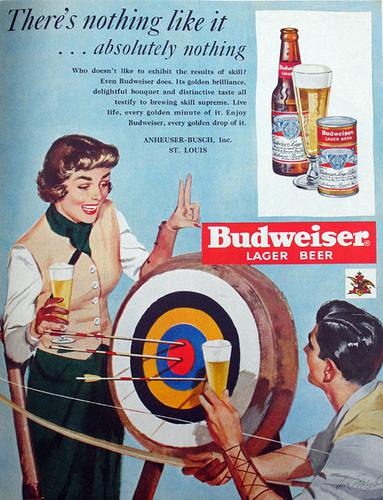 There's nothing like it
... absolutely nothing
Who doesn't like to exhibit the results of skill?
Even Budweiser does. Its golden brilliance,
delightful bouquet and distinctive taste all
testify to brewing skill supreme. Live
life, every golden minute of it. Enjoy
Budweiser, every golden drop of it.
ANHEUSER-BUSCH, Inc.
ST. LOUIS
Budweiser
LAGER BEER
Budweiser
LAGER BEER